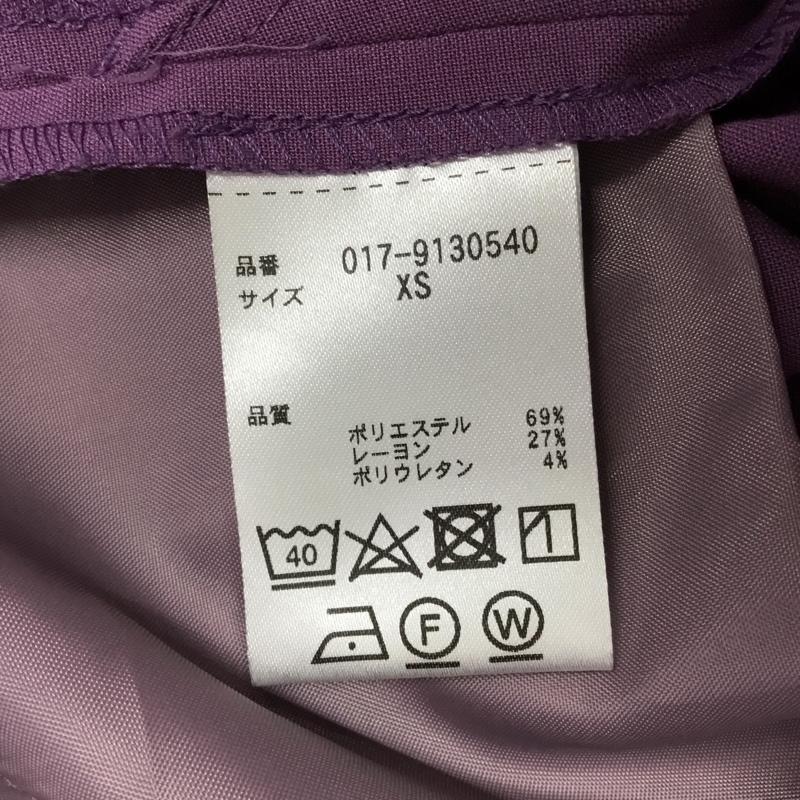 品番 017-9130540
サイズ XS
品質 ポリエステル 69%
レーヨン 27%
ポリウレタン 4%
40
F W